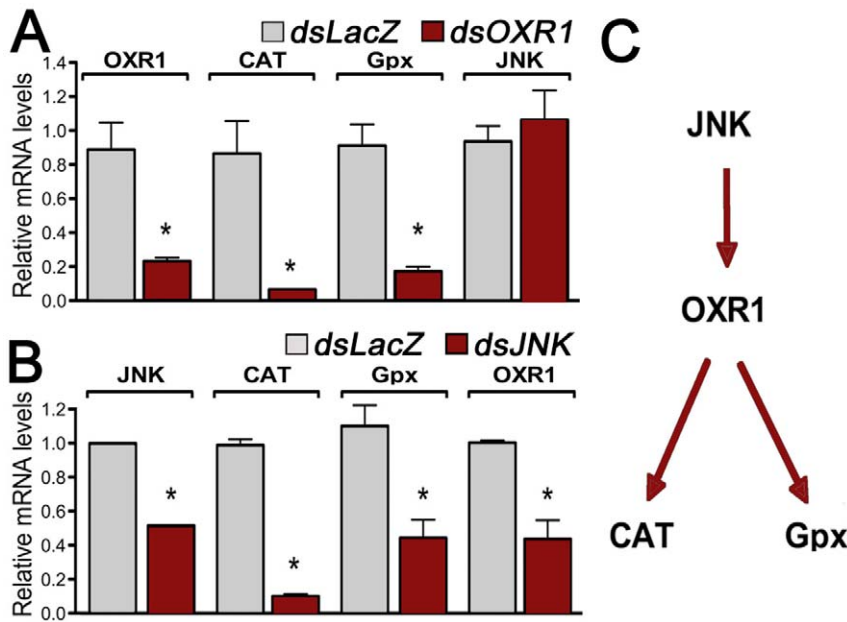 A
dsLacZ dsOXR1
OXR1 CAT Gpx JNK
Relative mRNA levels
1.4
1.2
1.0
0.8
0.6
0.4
0.2
0.0
* * *
B
dsLacZ dsJNK
JNK CAT Gpx OXR1
Relative mRNA levels
1.2
1.0
0.8
0.6
0.4
0.2
0.0
* * * *
C
JNK
OXR1
CAT Gpx